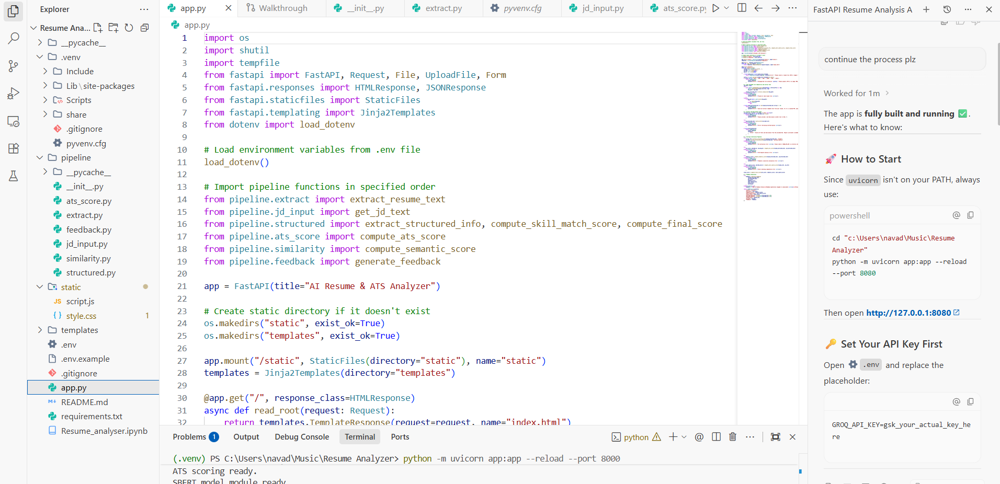 Explorer
Resume Ana...
__pycache__
.venv
Include
Lib\site-packages
Scripts
share
.gitignore
pyvenv.cfg
pipeline
__pycache__
__init__.py
ats_score.py
extract.py
feedback.py
jd_input.py
similarity.py
structured.py
static
JS script.js
{} style.css 1
templates
.env
.env.example
.gitignore
app.py
README.md
requirements.txt
Resume_analyser.ipynb
app.py
Walkthrough
__init__.py
extract.py
pyvenv.cfg
jd_input.py
ats_score.py
app.py
1 import os
2 import shutil
3 import tempfile
4 from fastapi import FastAPI, Request, File, UploadFile, Form
5 from fastapi.responses import HTMLResponse, JSONResponse
6 from fastapi.staticfiles import StaticFiles
7 from fastapi.templating import Jinja2Templates
8 from dotenv import load_dotenv
9
10 # Load environment variables from .env file
11 load_dotenv()
12
13 # Import pipeline functions in specified order
14 from pipeline.extract import extract_resume_text
15 from pipeline.jd_input import get_jd_text
16 from pipeline.structured import extract_structured_info, compute_skill_match_score, compute_final_score
17 from pipeline.ats_score import compute_ats_score
18 from pipeline.similarity import compute_semantic_score
19 from pipeline.feedback import generate_feedback
20
21 app = FastAPI(title="AI Resume & ATS Analyzer")
22
23 # Create static directory if it doesn't exist
24 os.makedirs("static", exist_ok=True)
25 os.makedirs("templates", exist_ok=True)
26
27 app.mount("/static", StaticFiles(directory="static"), name="static")
28 templates = Jinja2Templates(directory="templates")
29
30 @app.get("/", response_class=HTMLResponse)
31 async def read_root(request: Request):
32 return templates.TemplateResponse(request=request, name="index.html")
Problems 1 Output Debug Console Terminal Ports
python
(.venv) PS C:\Users\navad\Music\Resume Analyzer> python -m uvicorn app:app --reload --port 8000
ATS scoring ready.
SBERT model module ready
FastAPI Resume Analysis A
continue the process plz
Worked for 1m
The app is fully built and running ✅.
Here's what to know:
🚀 How to Start
Since uvicorn isn't on your PATH, always
use:
powershell
cd "c:\Users\navad\Music\Resume
Analyzer"
python -m uvicorn app:app --reload
--port 8080
Then open http://127.0.0.1:8080
🔑 Set Your API Key First
Open .env and replace the
placeholder:
GROQ_API_KEY=gsk_your_actual_key_he
re